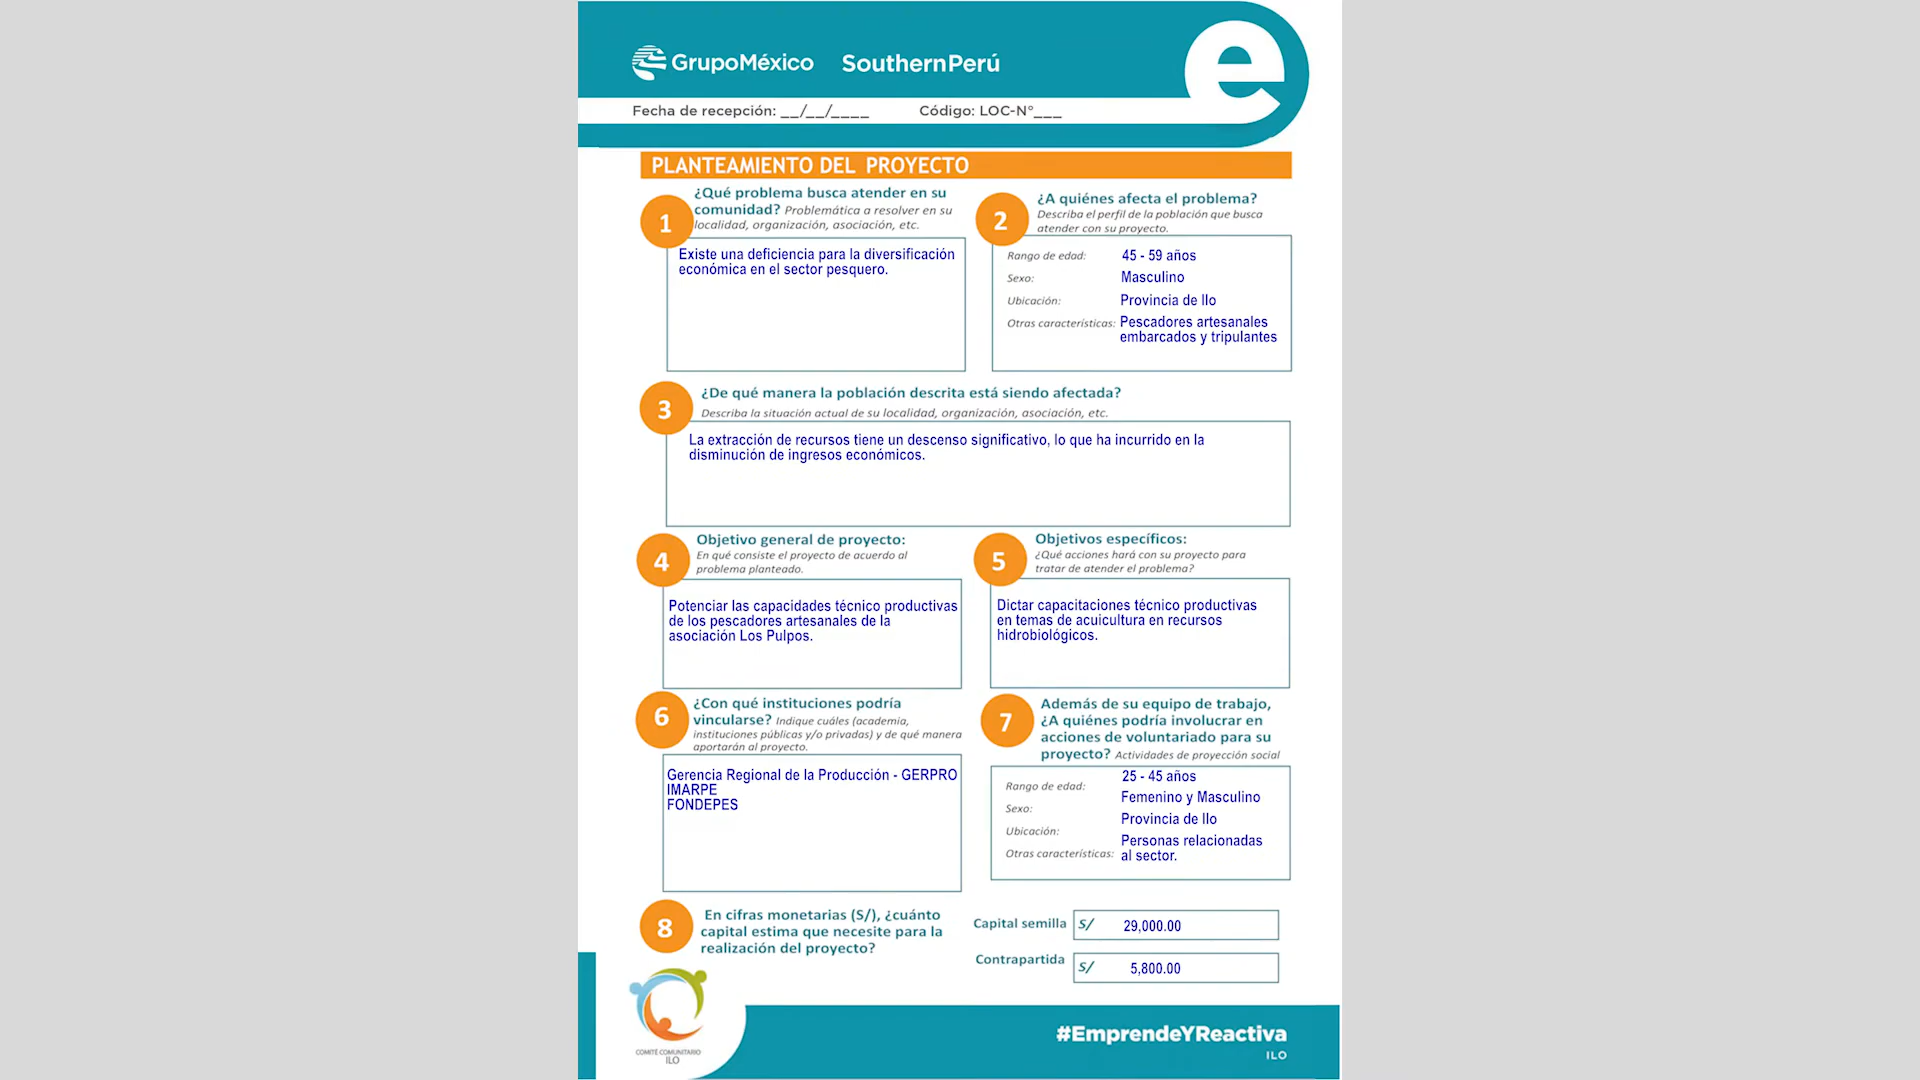 GrupoMéxico SouthernPerú
e
Fecha de recepción: __/__/____ Código: LOC-N°___
PLANTEAMIENTO DEL PROYECTO
1
¿Qué problema busca atender en su
comunidad? Problemática a resolver en su
localidad, organización, asociación, etc.
Existe una deficiencia para la diversificación
económica en el sector pesquero.
2
¿A quiénes afecta el problema?
Describa el perfil de la población que busca
atender con su proyecto.
Rango de edad: 45 - 59 años
Sexo: Masculino
Ubicación: Provincia de Ilo
Otras características: Pescadores artesanales
embarcados y tripulantes
3
¿De qué manera la población descrita está siendo afectada?
Describa la situación actual de su localidad, organización, asociación, etc.
La extracción de recursos tiene un descenso significativo, lo que ha incurrido en la
disminución de ingresos económicos.
4
Objetivo general de proyecto:
En qué consiste el proyecto de acuerdo al
problema planteado.
Potenciar las capacidades técnico productivas
de los pescadores artesanales de la
asociación Los Pulpos.
5
Objetivos específicos:
¿Qué acciones hará con su proyecto para
tratar de atender el problema?
Dictar capacitaciones técnico productivas
en temas de acuicultura en recursos
hidrobiológicos.
6
¿Con qué instituciones podría
vincularse? Indique cuáles (academia,
instituciones públicas y/o privadas) y de qué manera
aportarán al proyecto.
Gerencia Regional de la Producción - GERPRO
IMARPE
FONDEPES
7
Además de su equipo de trabajo,
¿A quiénes podría involucrar en
acciones de voluntariado para su
proyecto? Actividades de proyección social
Rango de edad: 25 - 45 años
Sexo: Femenino y Masculino
Ubicación: Provincia de Ilo
Otras características: Personas relacionadas
al sector.
8
En cifras monetarias (S/), ¿cuánto
capital estima que necesite para la
realización del proyecto?
Capital semilla S/ 29,000.00
Contrapartida S/ 5,800.00
COMITÉ COMUNITARIO
ILO
#EmprendeYReactiva
ILO